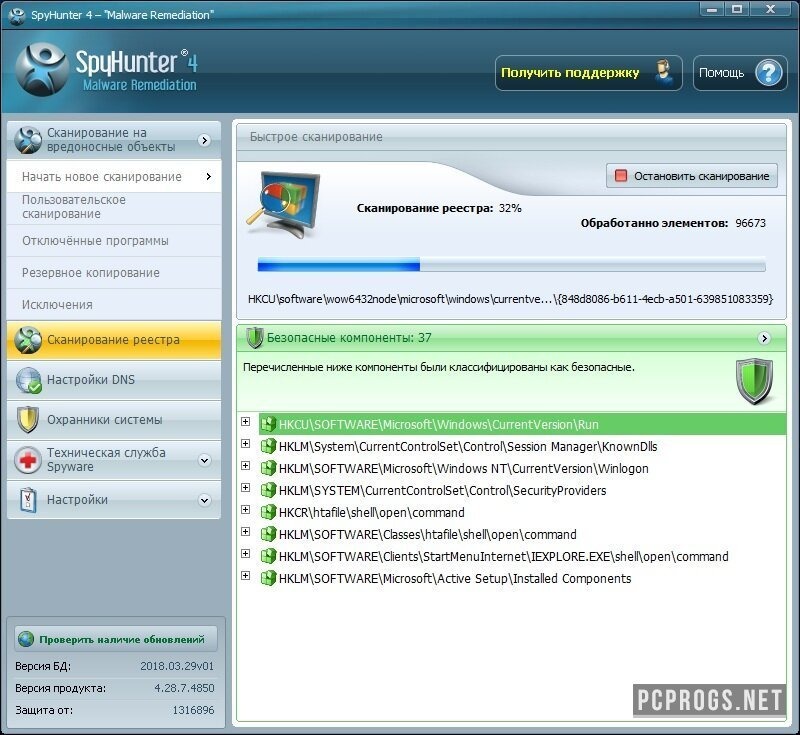 SpyHunter 4 – "Malware Remediation"
SpyHunter®4
Malware Remediation
Получить поддержку
Помощь
Сканирование на
вредоносные объекты
Начать новое сканирование
Пользовательское
сканирование
Отключённые программы
Резервное копирование
Исключения
Сканирование реестра
Настройки DNS
Охранники системы
Техническая служба
Spyware
Настройки
Проверить наличие обновлений
Версия БД: 2018.03.29v01
Версия продукта: 4.28.7.4850
Защита от: 1316896
Быстрое сканирование
Остановить сканирование
Сканирование реестра: 32%
Обработанно элементов: 96673
HKCU\software\wow6432node\microsoft\windows\currentve...\{848d8086-b611-4ecb-a501-639851083359}
Безопасные компоненты: 37
Перечисленные ниже компоненты были классифицированы как безопасные.
HKCU\SOFTWARE\Microsoft\Windows\CurrentVersion\Run
HKLM\System\CurrentControlSet\Control\Session Manager\KnownDlls
HKLM\SOFTWARE\Microsoft\Windows NT\CurrentVersion\Winlogon
HKLM\SYSTEM\CurrentControlSet\Control\SecurityProviders
HKCR\htafile\shell\open\command
HKLM\SOFTWARE\Classes\htafile\shell\open\command
HKLM\SOFTWARE\Clients\StartMenuInternet\IEXPLORE.EXE\shell\open\command
HKLM\SOFTWARE\Microsoft\Active Setup\Installed Components
PCPROGS.NET